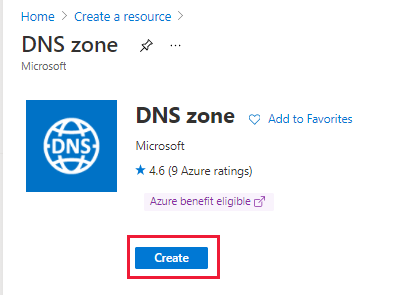 Home > Create a resource >
DNS zone ...
Microsoft
DNS
DNS zone Add to Favorites
Microsoft
4.6 (9 Azure ratings)
Azure benefit eligible
Create